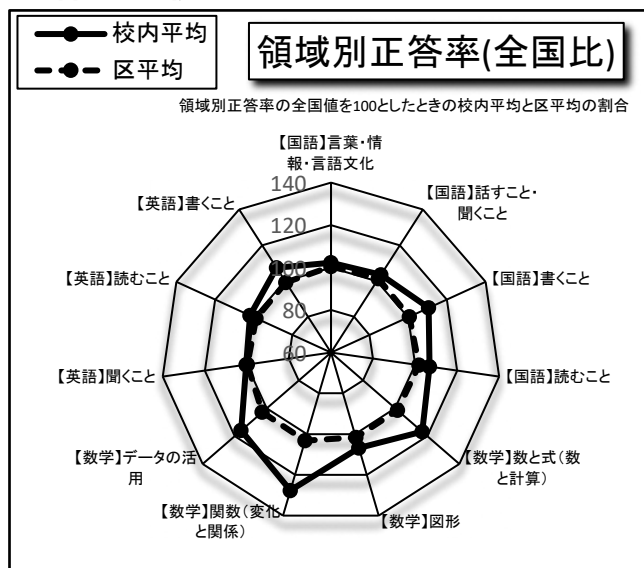 校内平均
区平均
領域別正答率(全国比)
領域別正答率の全国値を100としたときの校内平均と区平均の割合
【国語】言葉・情
報・言語文化
【国語】話すこと・
聞くこと
【国語】書くこと
【国語】読むこと
【数学】数と式(数
と計算)
【数学】図形
【数学】関数(変化
と関係)
【数学】データの活
用
【英語】聞くこと
【英語】読むこと
【英語】書くこと
140
120
100
80
60